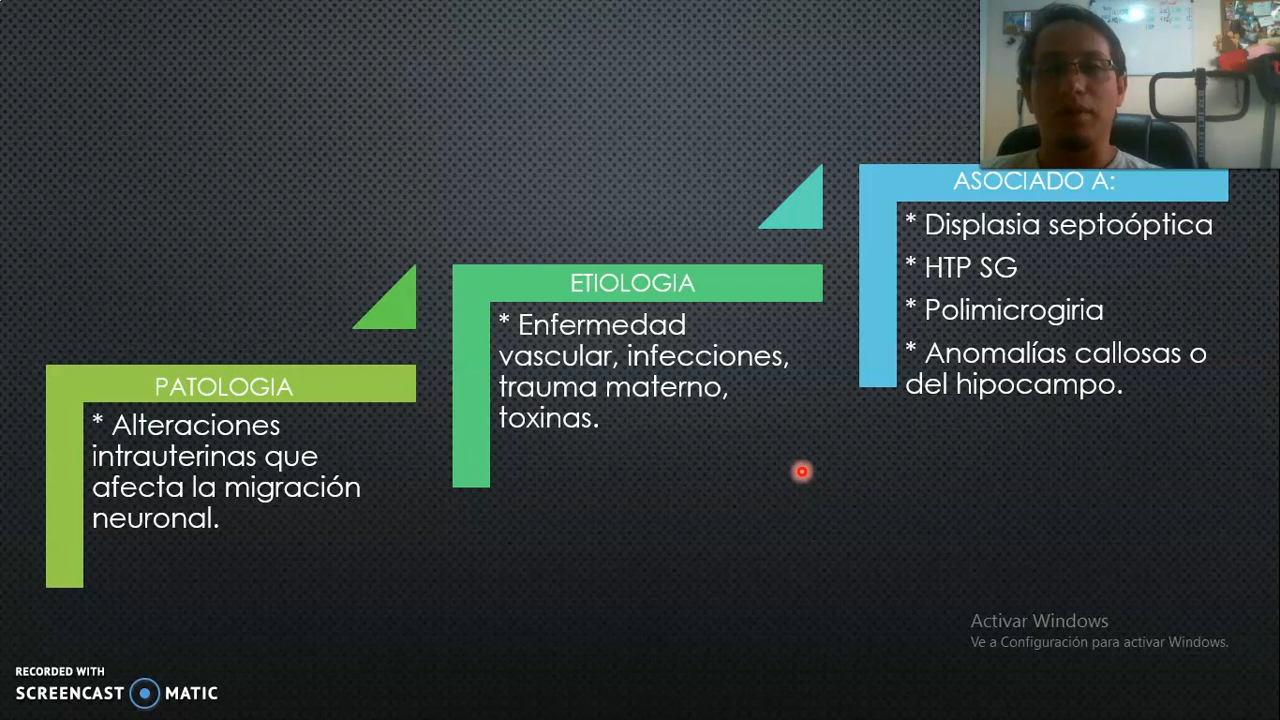 PATOLOGIA
* Alteraciones
intrauterinas que
afecta la migración
neuronal.
ETIOLOGIA
* Enfermedad
vascular, infecciones,
trauma materno,
toxinas.
ASOCIADO A:
* Displasia septoóptica
* HTP SG
* Polimicrogiria
* Anomalías callosas o
del hipocampo.
Activar Windows
Ve a Configuración para activar Windows.
RECORDED WITH
SCREENCAST MATIC